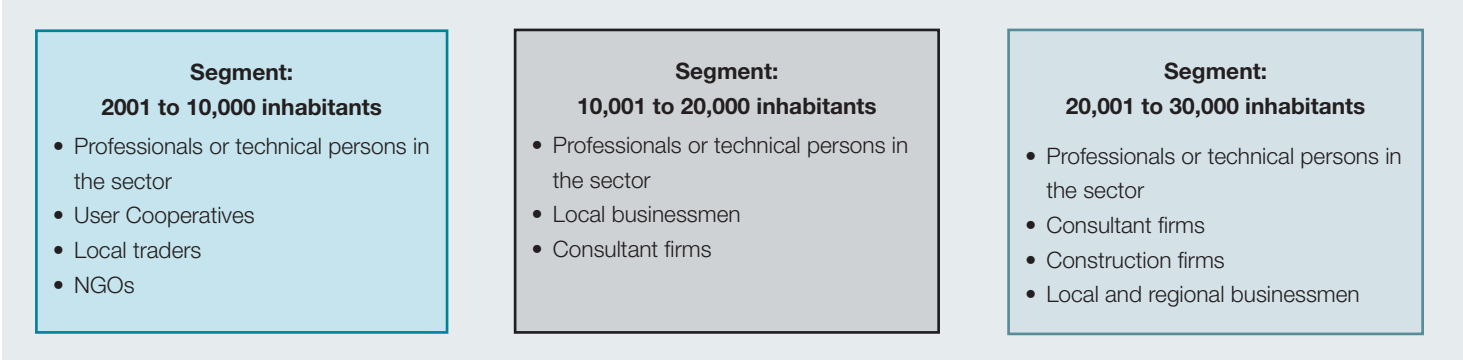 Segment:
2001 to 10,000 inhabitants
• Professionals or technical persons in
the sector
• User Cooperatives
• Local traders
• NGOs
Segment:
10,001 to 20,000 inhabitants
• Professionals or technical persons in
the sector
• Local businessmen
• Consultant firms
Segment:
20,001 to 30,000 inhabitants
• Professionals or technical persons in
the sector
• Consultant firms
• Construction firms
• Local and regional businessmen